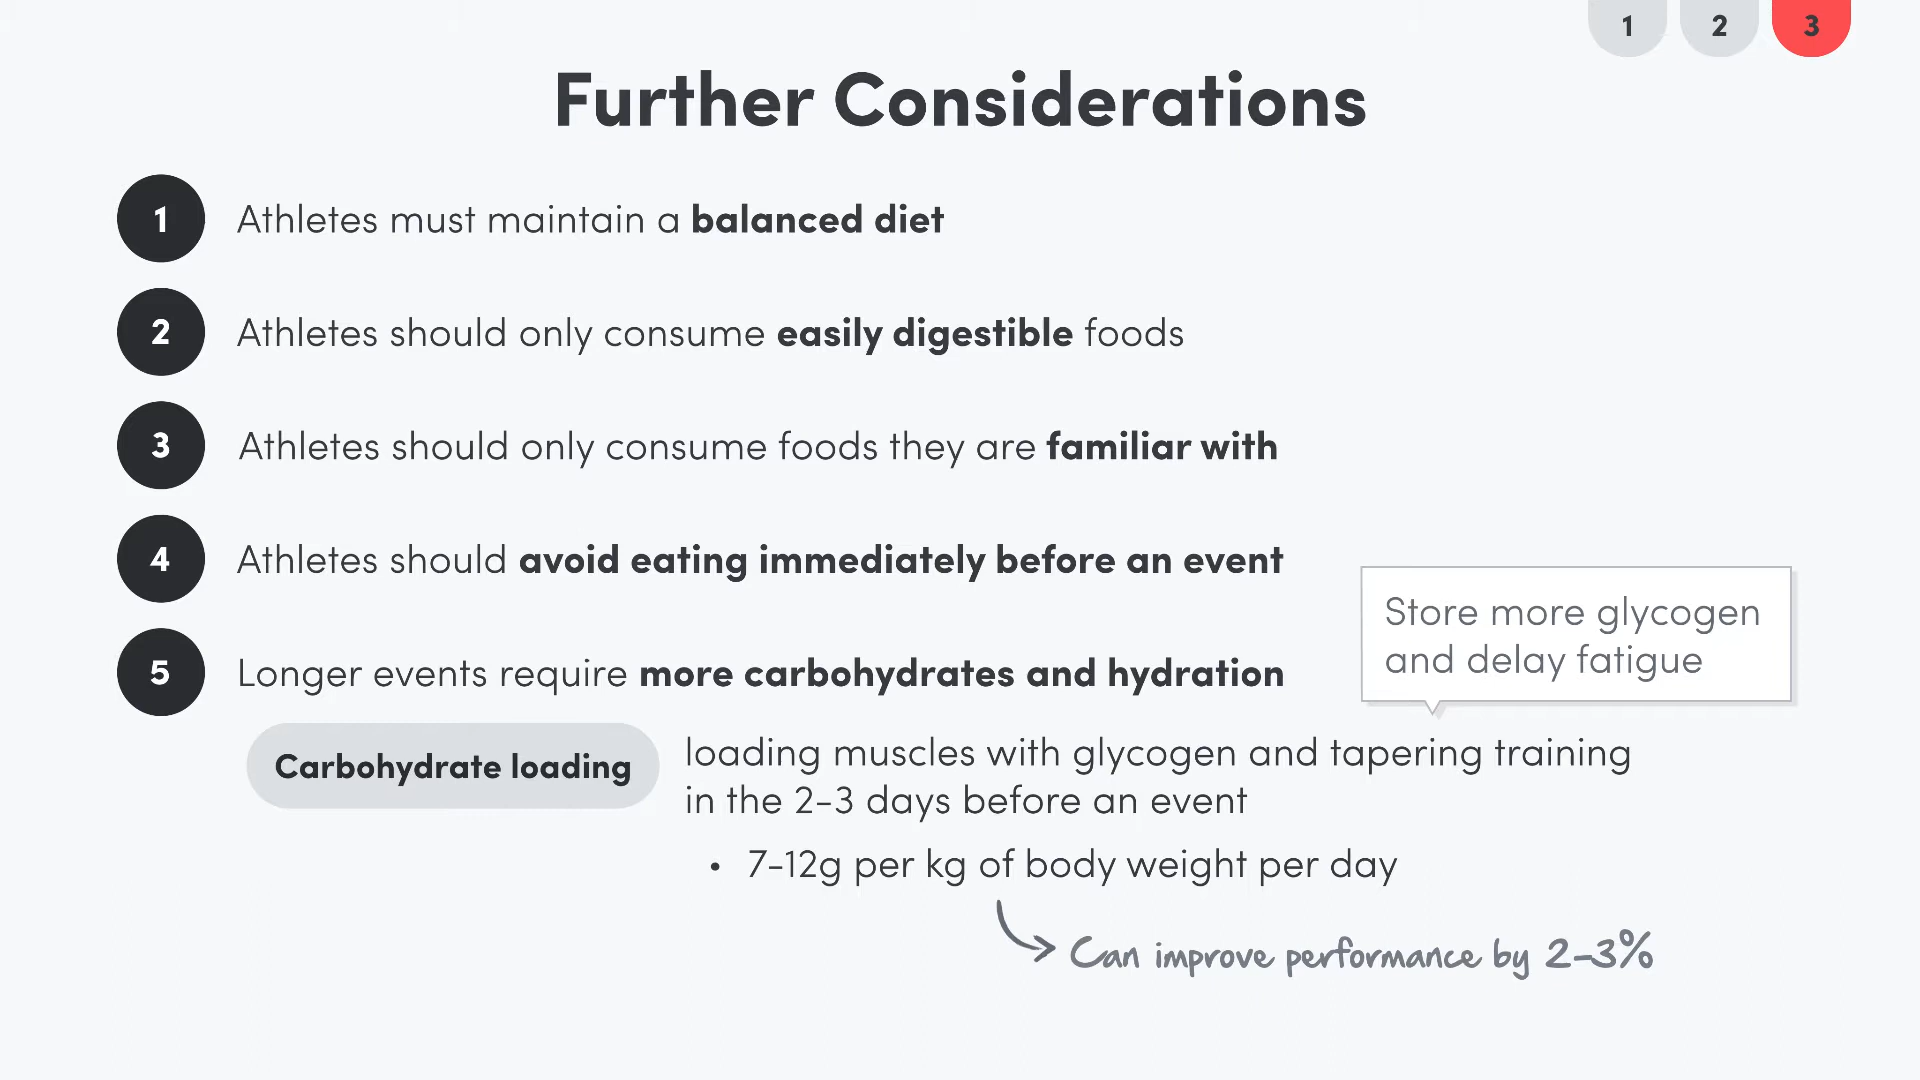 1 2 3
Further Considerations
1 Athletes must maintain a balanced diet
2 Athletes should only consume easily digestible foods
3 Athletes should only consume foods they are familiar with
4 Athletes should avoid eating immediately before an event
5 Longer events require more carbohydrates and hydration
Store more glycogen
and delay fatigue
Carbohydrate loading
loading muscles with glycogen and tapering training
in the 2-3 days before an event
• 7-12g per kg of body weight per day
Can improve performance by 2-3%